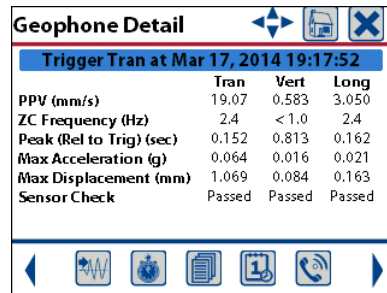 Geophone Detail
Trigger Tran at Mar 17, 2014 19:17:52
Tran Vert Long
PPV (mm/s) 19.07 0.583 3.050
ZC Frequency (Hz) 2.4 <1.0 2.4
Peak (Rel to Trig) (sec) 0.152 0.813 0.162
Max Acceleration (g) 0.064 0.016 0.021
Max Displacement (mm) 1.069 0.084 0.163
Sensor Check Passed Passed Passed
1